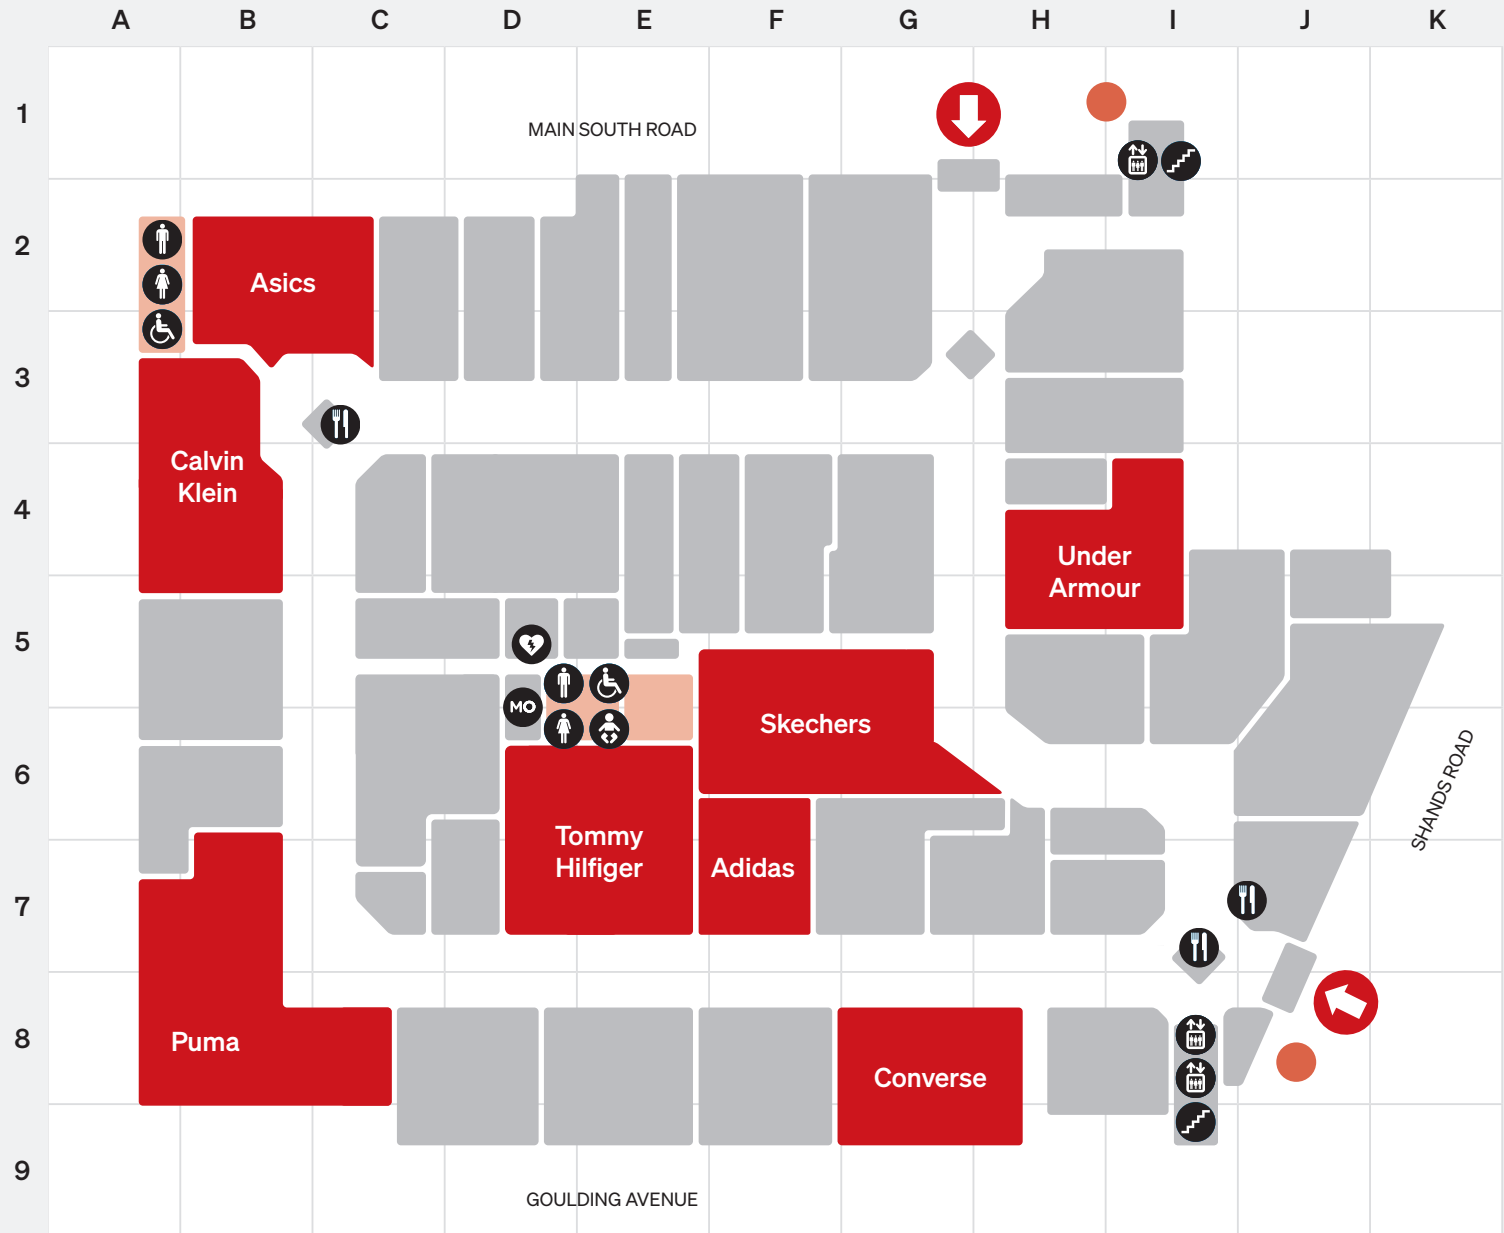 A B C D E F G H I J K
1
MAIN SOUTH ROAD
2
Asics
3
Calvin
Klein
4
Under
Armour
5
MO
Skechers
6
SHANDS ROAD
Tommy
Hilfiger
Adidas
7
8
Puma
Converse
9
GOULDING AVENUE